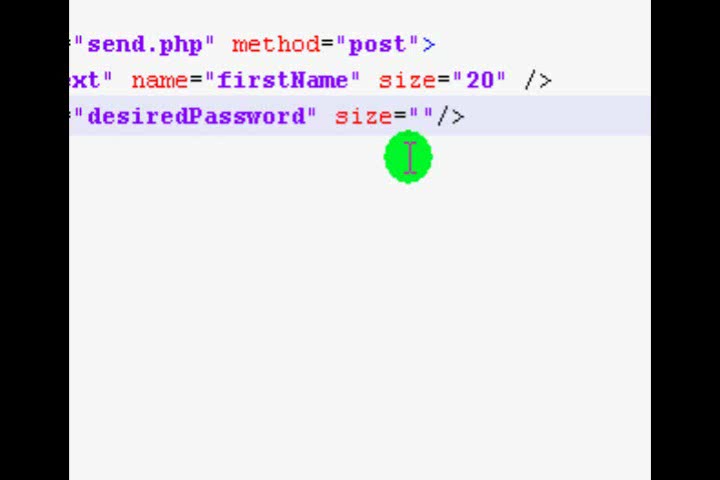 ="send.php" method="post">
ext" name="firstName" size="20" />
="desiredPassword" size=""/>